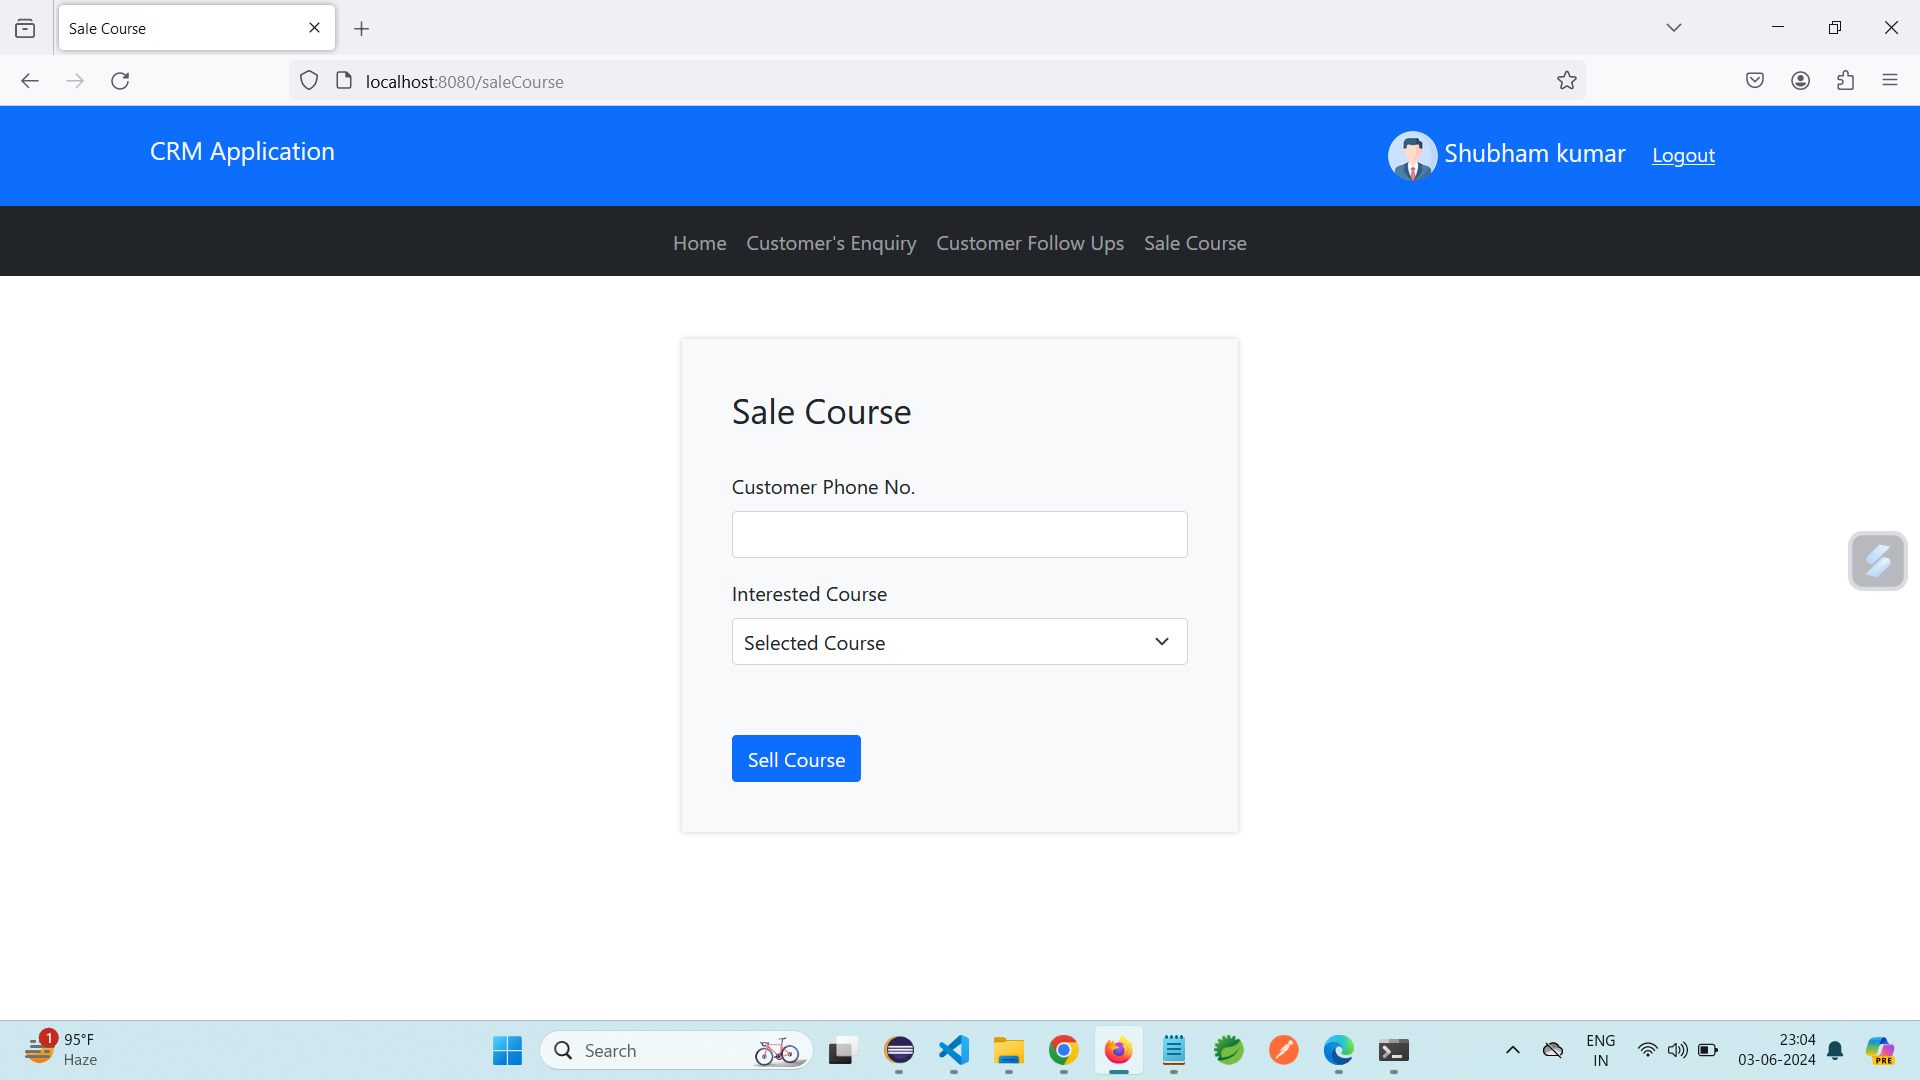 Sale Course
localhost:8080/saleCourse
CRM Application
Shubham kumar
Logout
Home
Customer's Enquiry
Customer Follow Ups
Sale Course
Sale Course
Customer Phone No.
Interested Course
Selected Course
Sell Course
1
95°F
Haze
Search
ENG
IN
23:04
03-06-2024
PRE